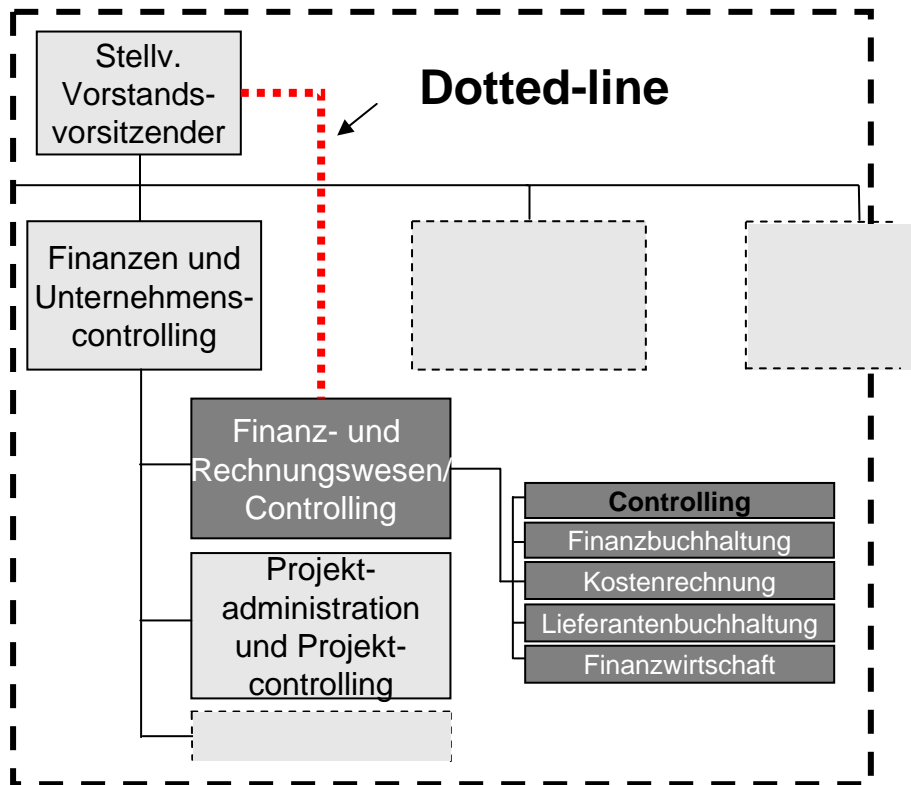 Stellv.
Vorstands-
vorsitzender
Dotted-line
Finanzen und
Unternehmens-
controlling
Finanz- und
Rechnungswesen/
Controlling
Controlling
Finanzbuchhaltung
Kostenrechnung
Lieferantenbuchhaltung
Finanzwirtschaft
Projekt-
administration
und Projekt-
controlling